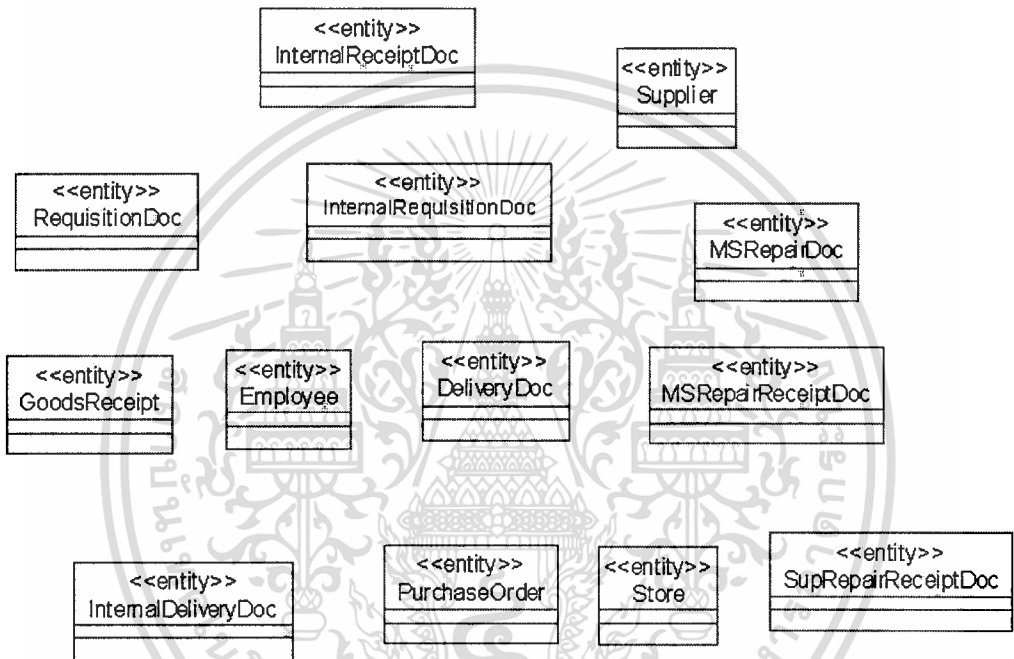 <<entity>>
InternalReceiptDoc
<<entity>>
Supplier
<<entity>>
RequisitionDoc
<<entity>>
InternalRequisitionDoc
<<entity>>
MSRepairDoc
<<entity>>
GoodsReceipt
<<entity>>
Employee
<<entity>>
DeliveryDoc
<<entity>>
MSRepairReceiptDoc
<<entity>>
InternalDeliveryDoc
<<entity>>
PurchaseOrder
<<entity>>
Store
<<entity>>
SupRepairReceiptDoc